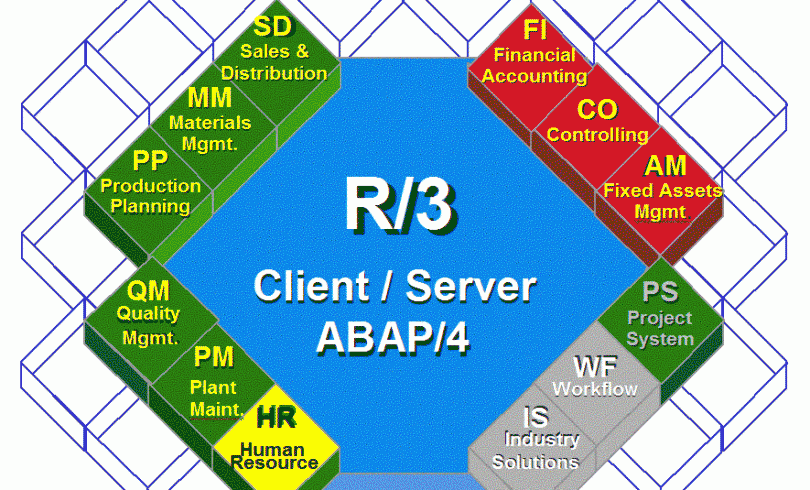 SD
Sales &
Distribution
MM
Materials
Mgmt.
PP
Production
Planning
FI
Financial
Accounting
CO
Controlling
AM
Fixed Assets
Mgmt
R/3
Client / Server
ABAP/4
QM
Quality
Mgmt.
PM
Plant
Maint.
HR
Human
Resource
PS
Project
System
WF
Workflow
IS
Industry
Solutions